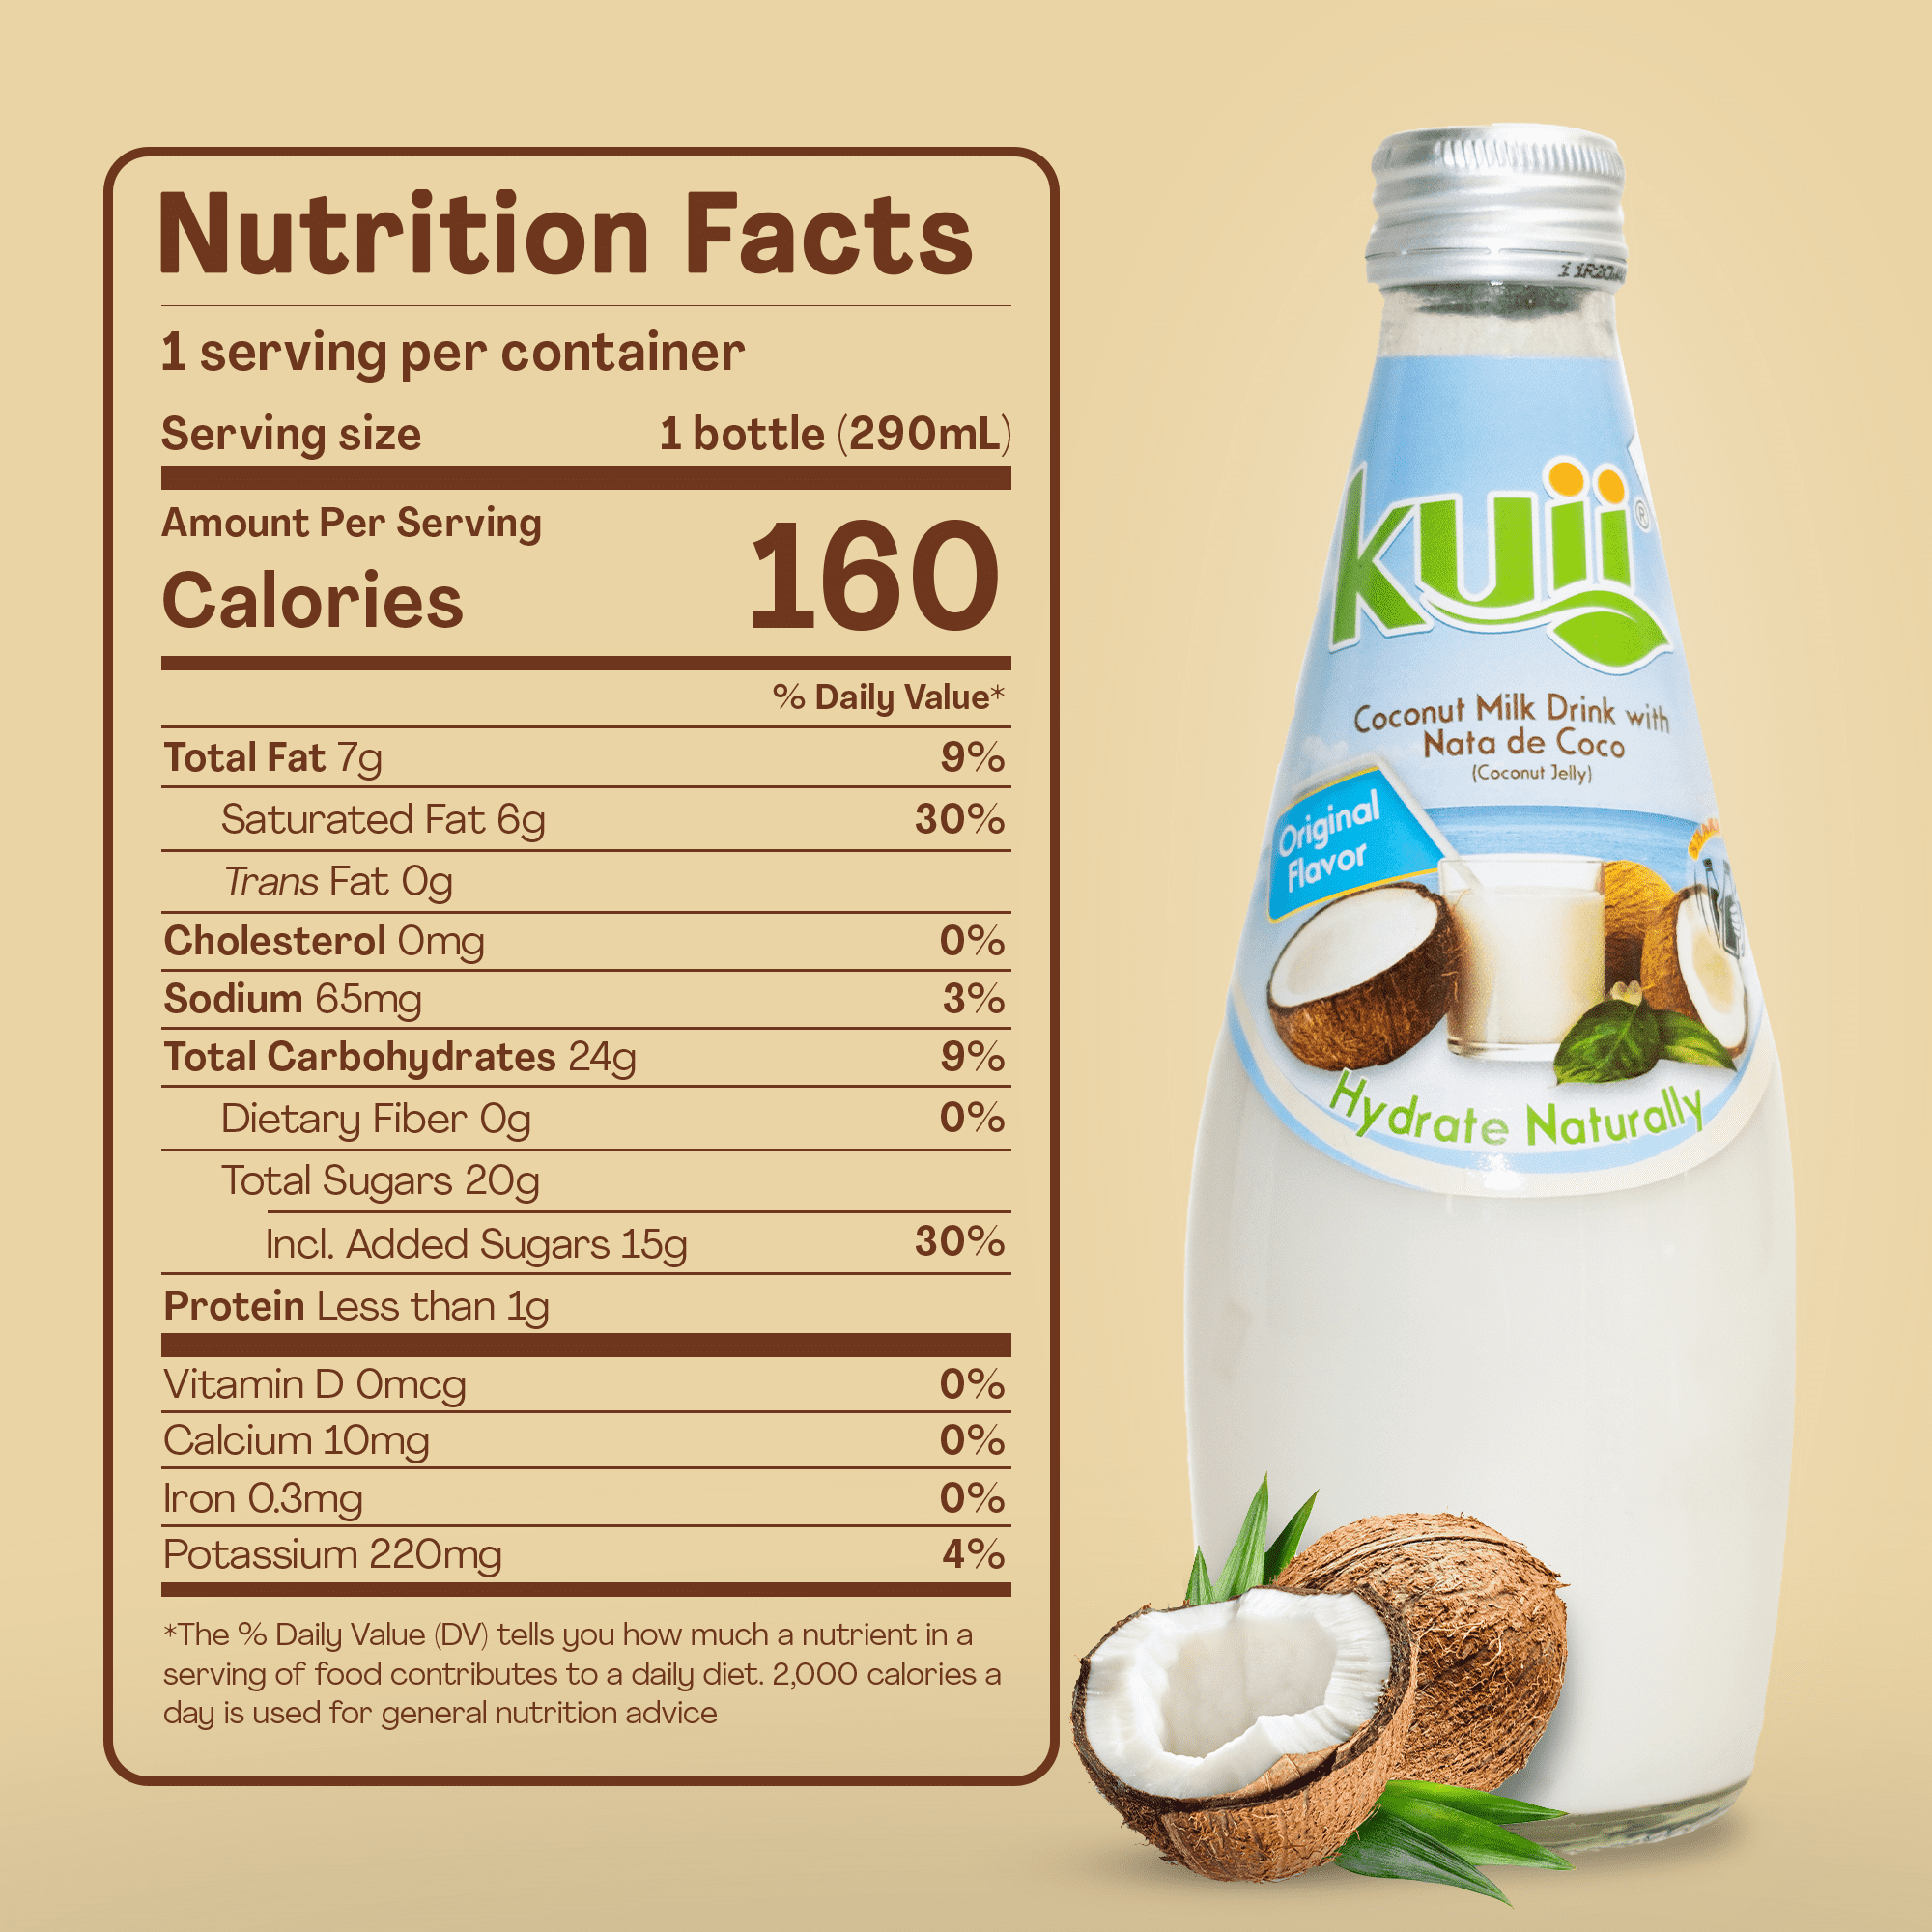 Nutrition Facts
1 serving per container
Serving size 1 bottle (290mL)
Amount Per Serving
Calories 160
% Daily Value*
Total Fat 7g 9%
Saturated Fat 6g 30%
Trans Fat 0g
Cholesterol 0mg 0%
Sodium 65mg 3%
Total Carbohydrates 24g 9%
Dietary Fiber 0g 0%
Total Sugars 20g
Incl. Added Sugars 15g 30%
Protein Less than 1g
Vitamin D 0mcg 0%
Calcium 10mg 0%
Iron 0.3mg 0%
Potassium 220mg 4%
*The % Daily Value (DV) tells you how much a nutrient in a
serving of food contributes to a daily diet. 2,000 calories a
day is used for general nutrition advice
kuii®
Coconut Milk Drink with
Nata de Coco
(Coconut Jelly)
Original
Flavor
Hydrate Naturally